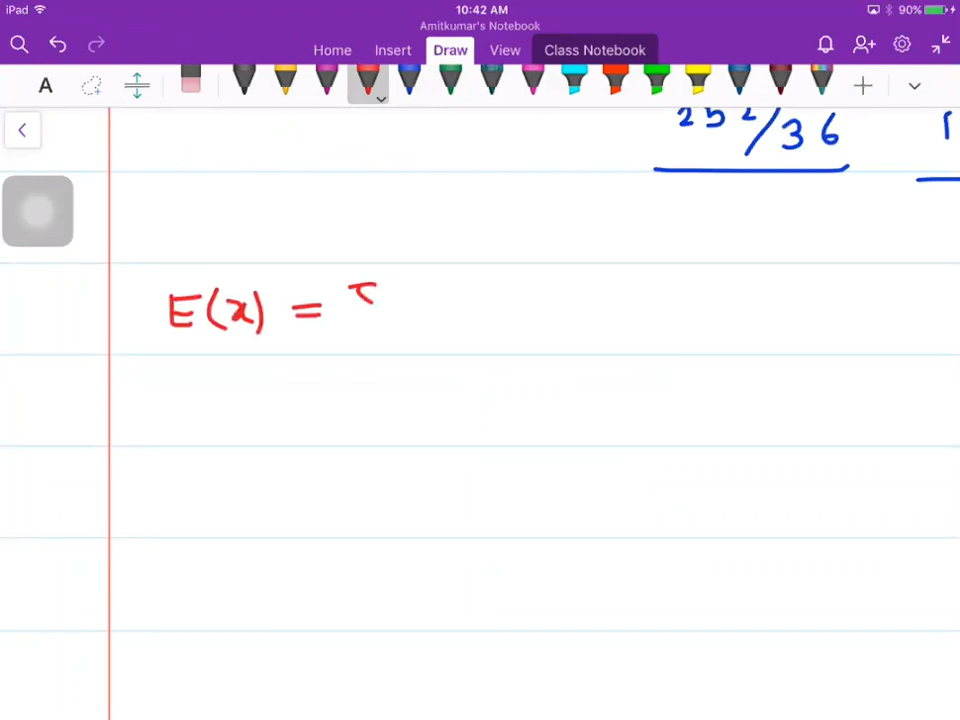 iPad 10:42 AM 90%
Amitkumar's Notebook
Home Insert Draw View Class Notebook
A
252/36
E(x) =